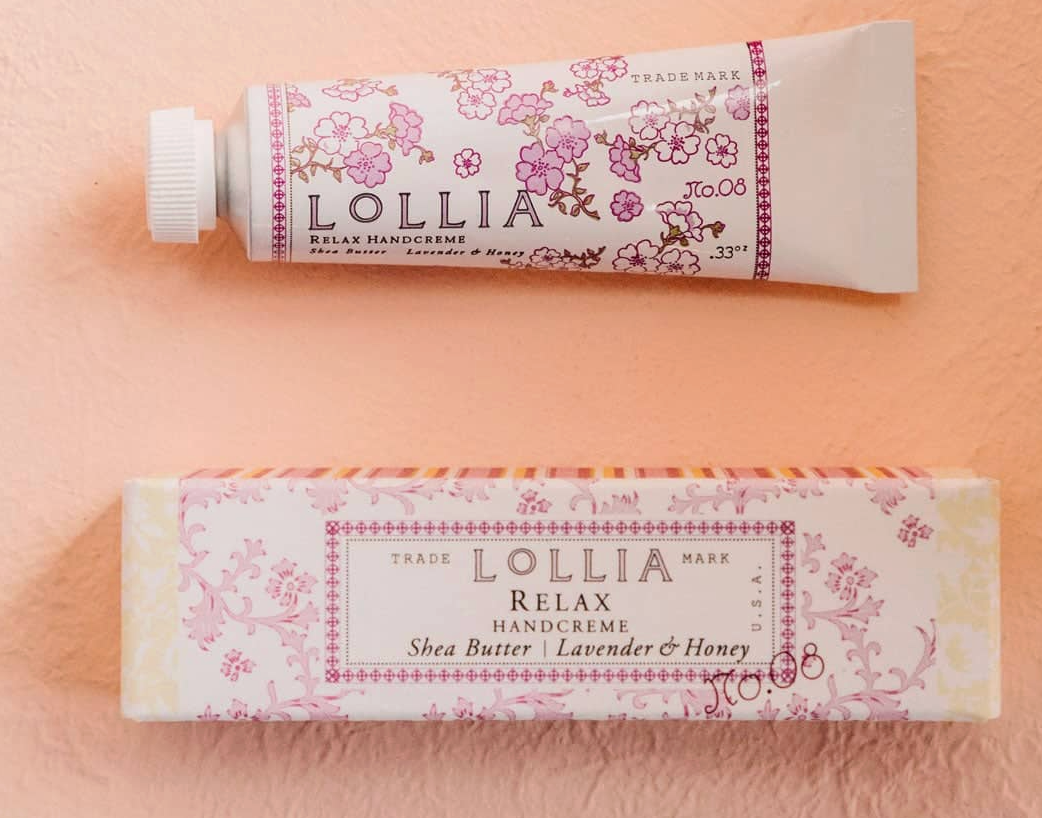 TRADE MARK
No.08
LOLLIA
RELAX HANDCREME
Shea Butter Lavender & Honey
.33oz
TRADE LOLLIA MARK
RELAX
HANDCREME
Shea Butter | Lavender & Honey
U.S.A.
No.08